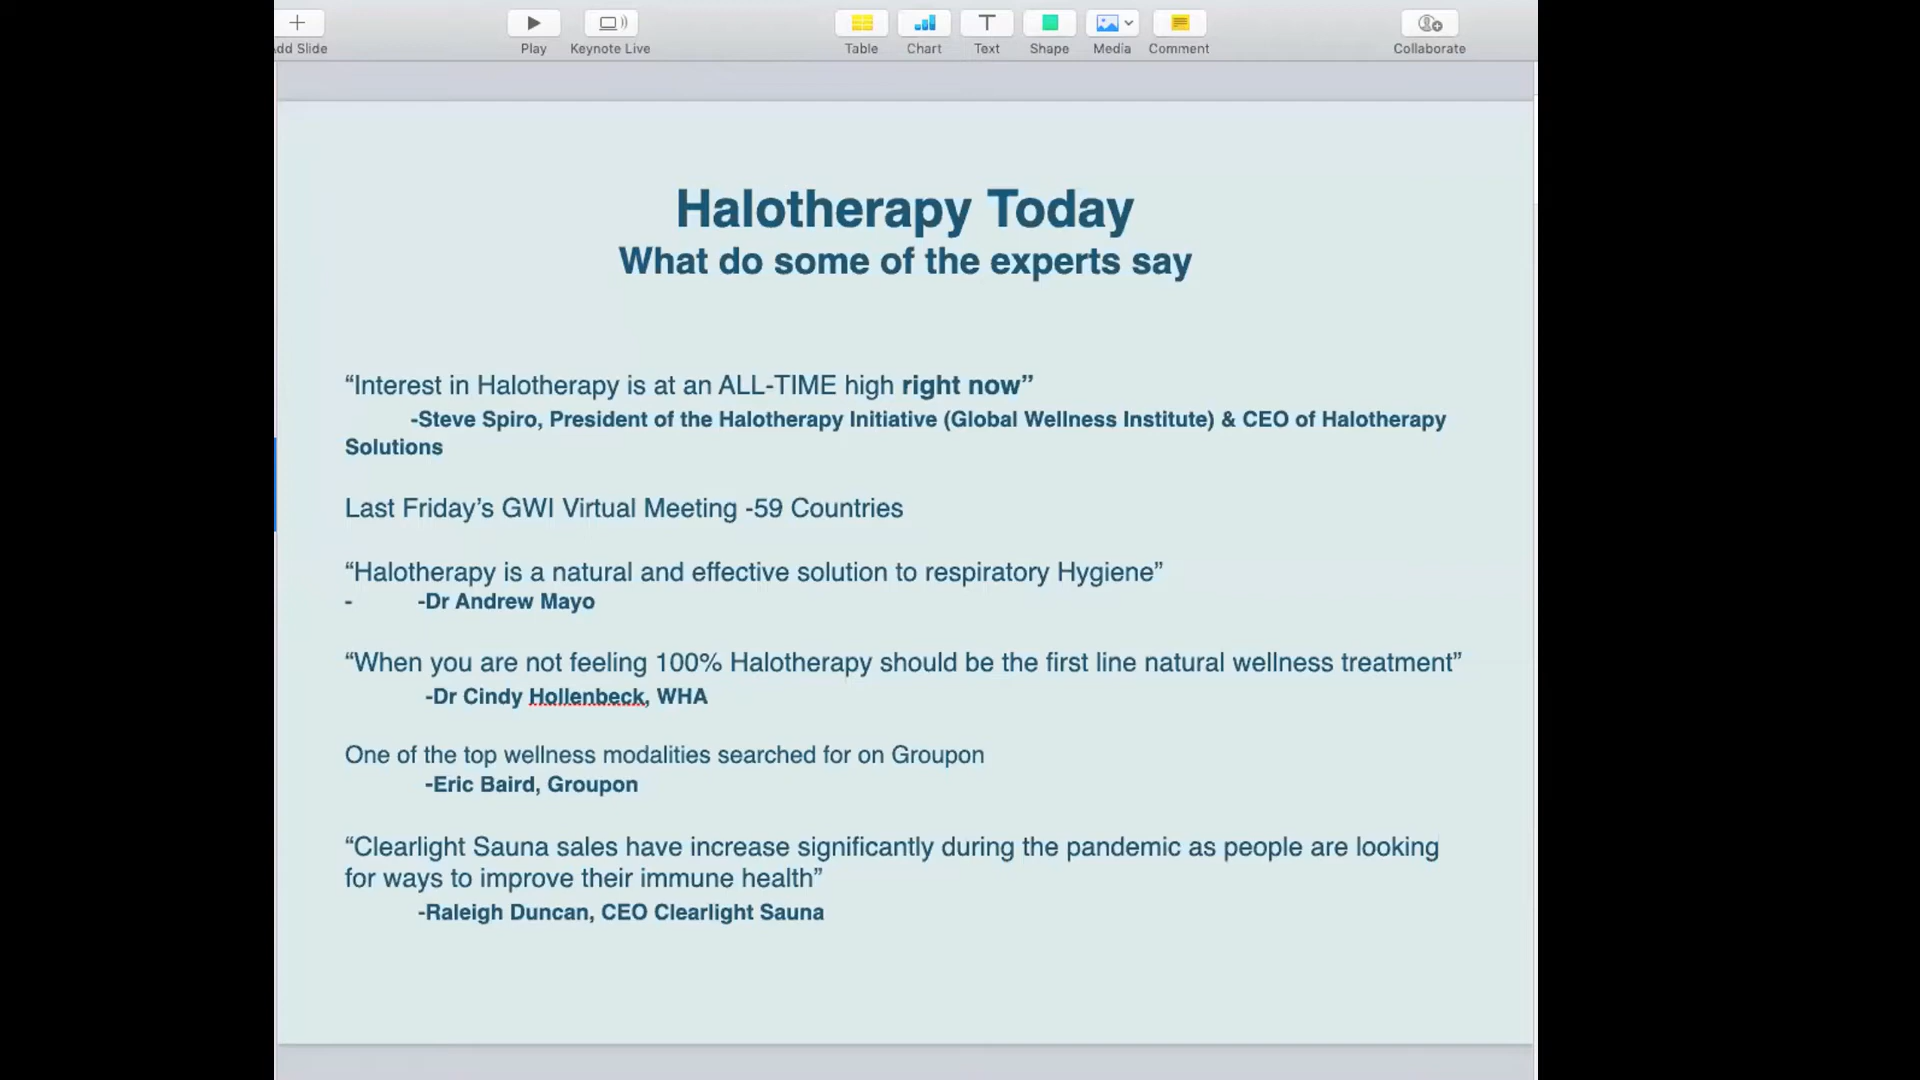 Add Slide
Play
Keynote Live
Table
Chart
Text
Shape
Media
Comment
Collaborate
Halotherapy Today
What do some of the experts say
“Interest in Halotherapy is at an ALL-TIME high right now”
-Steve Spiro, President of the Halotherapy Initiative (Global Wellness Institute) & CEO of Halotherapy
Solutions
Last Friday’s GWI Virtual Meeting -59 Countries
“Halotherapy is a natural and effective solution to respiratory Hygiene”
- -Dr Andrew Mayo
“When you are not feeling 100% Halotherapy should be the first line natural wellness treatment”
-Dr Cindy Hollenbeck, WHA
One of the top wellness modalities searched for on Groupon
-Eric Baird, Groupon
“Clearlight Sauna sales have increase significantly during the pandemic as people are looking
for ways to improve their immune health”
-Raleigh Duncan, CEO Clearlight Sauna